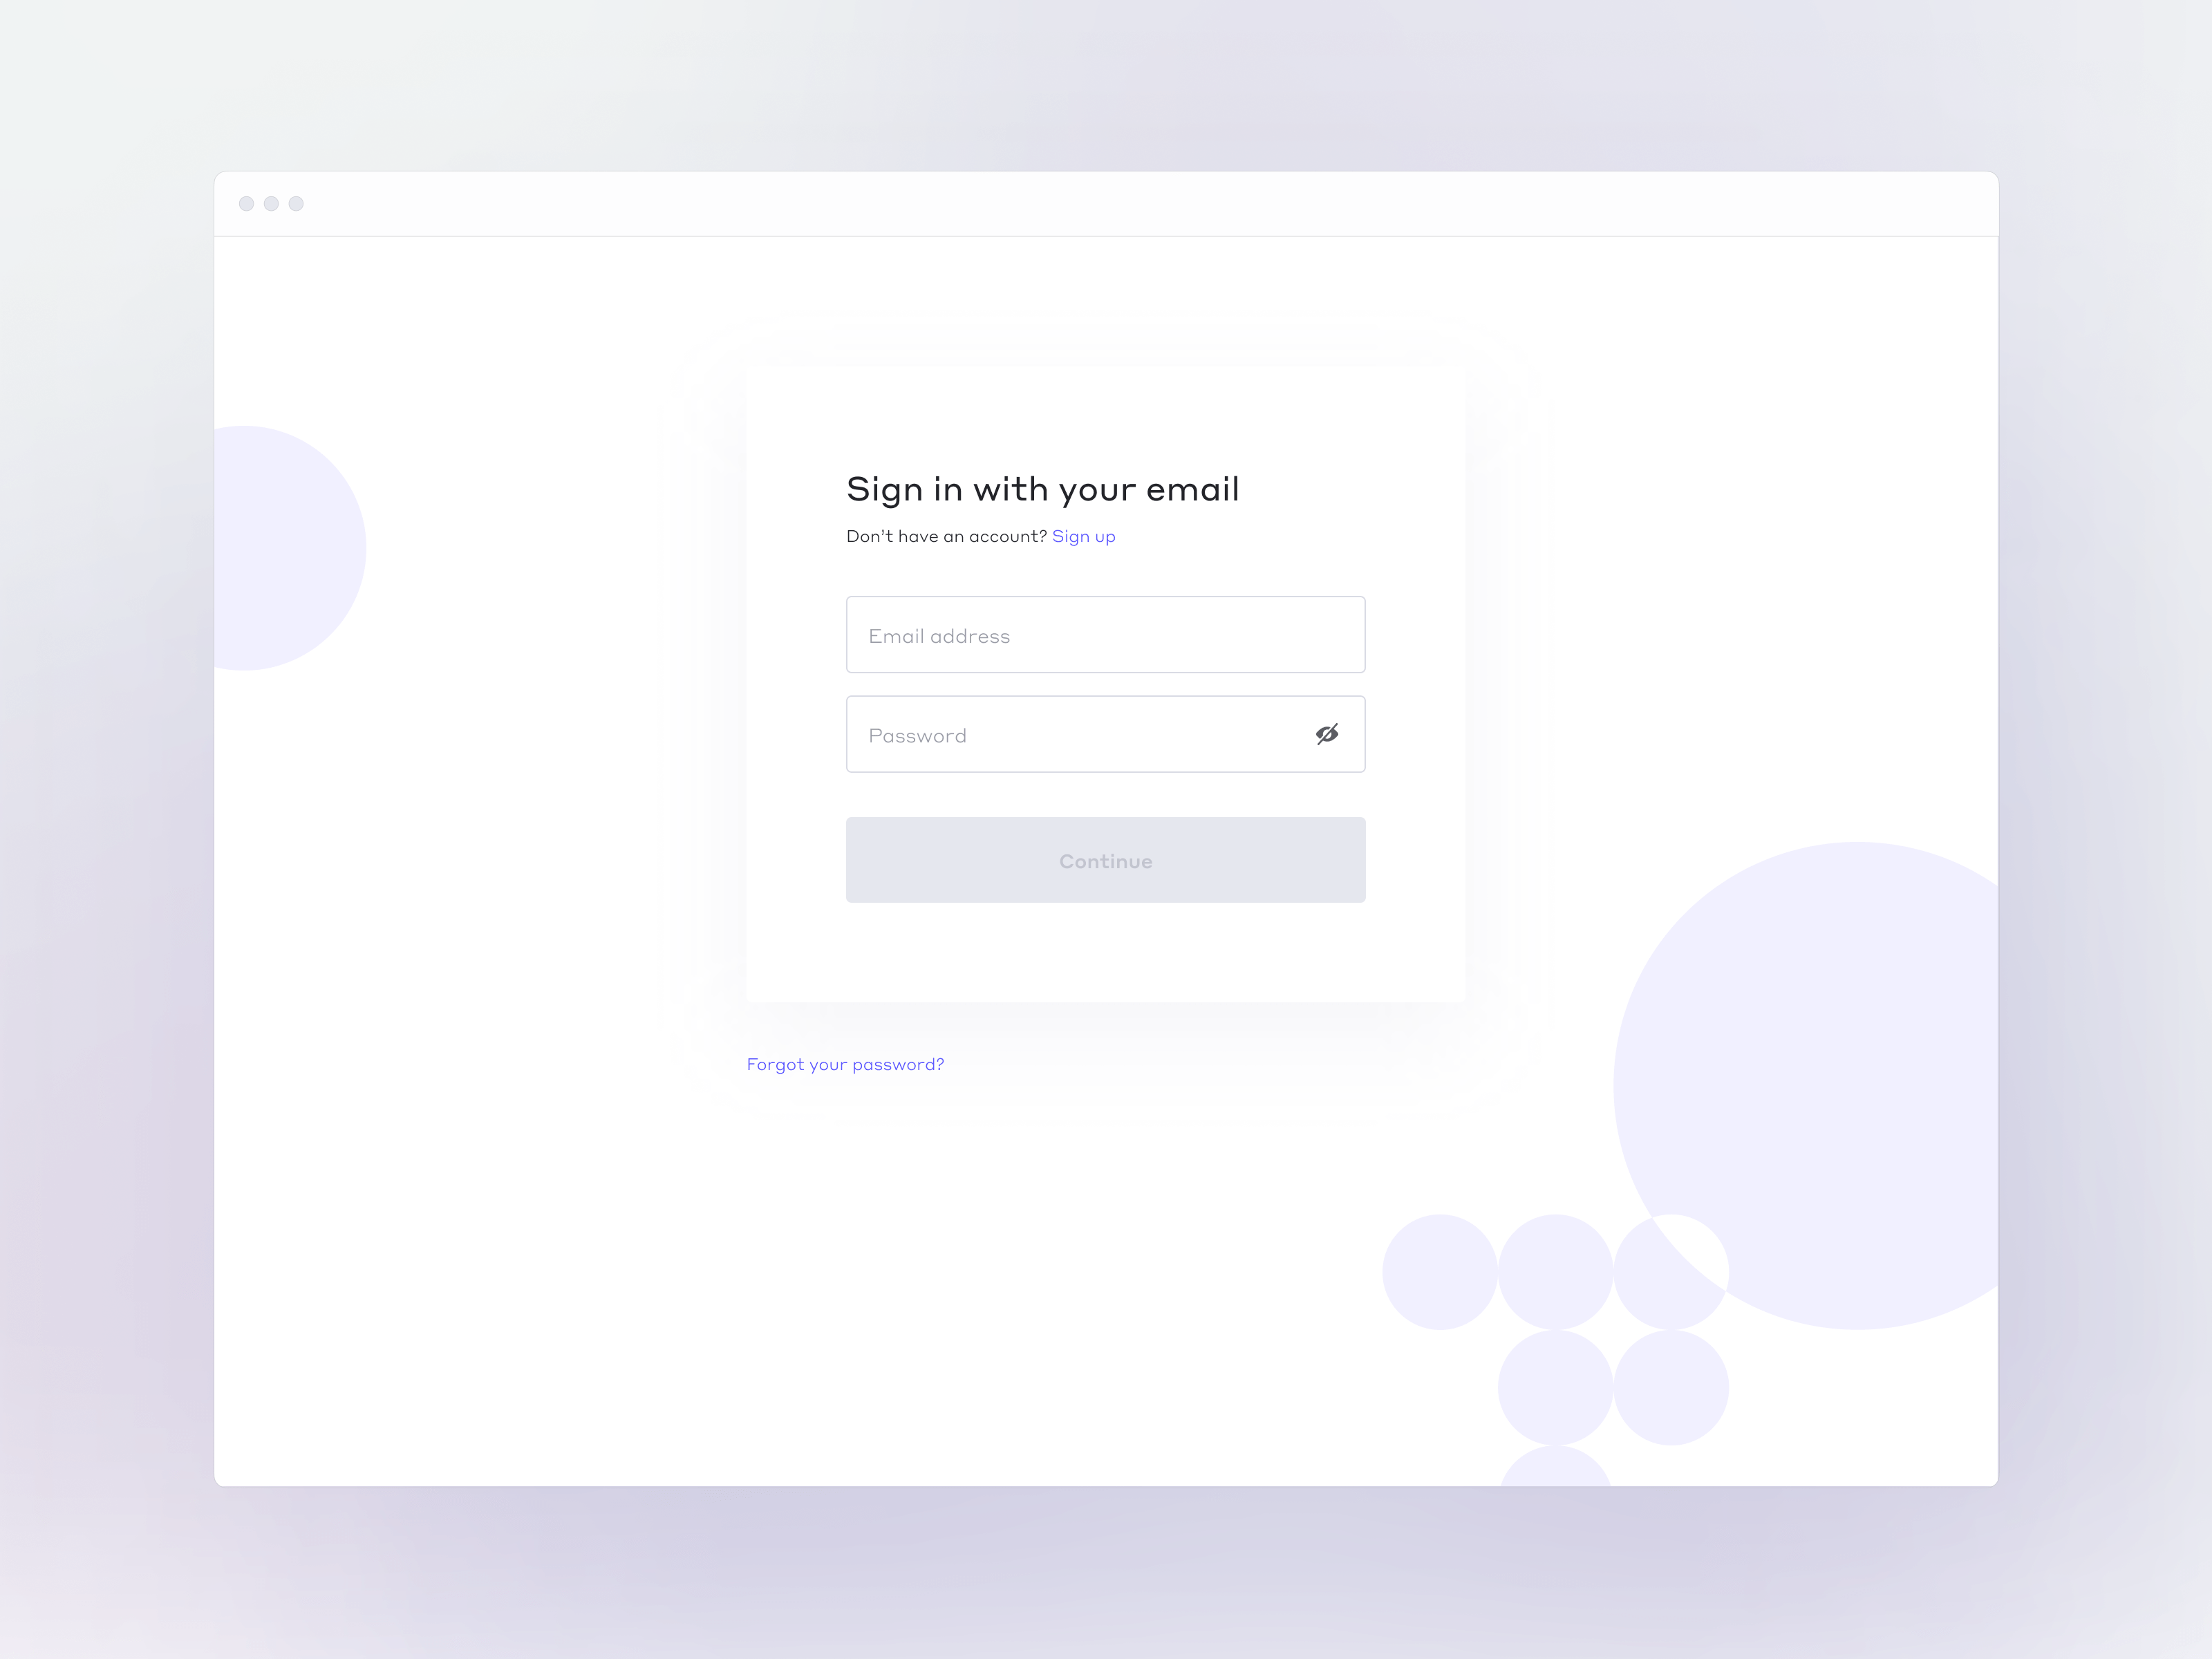 Sign in with your email
Don't have an account? Sign up
Email address
Password
Continue
Forgot your password?